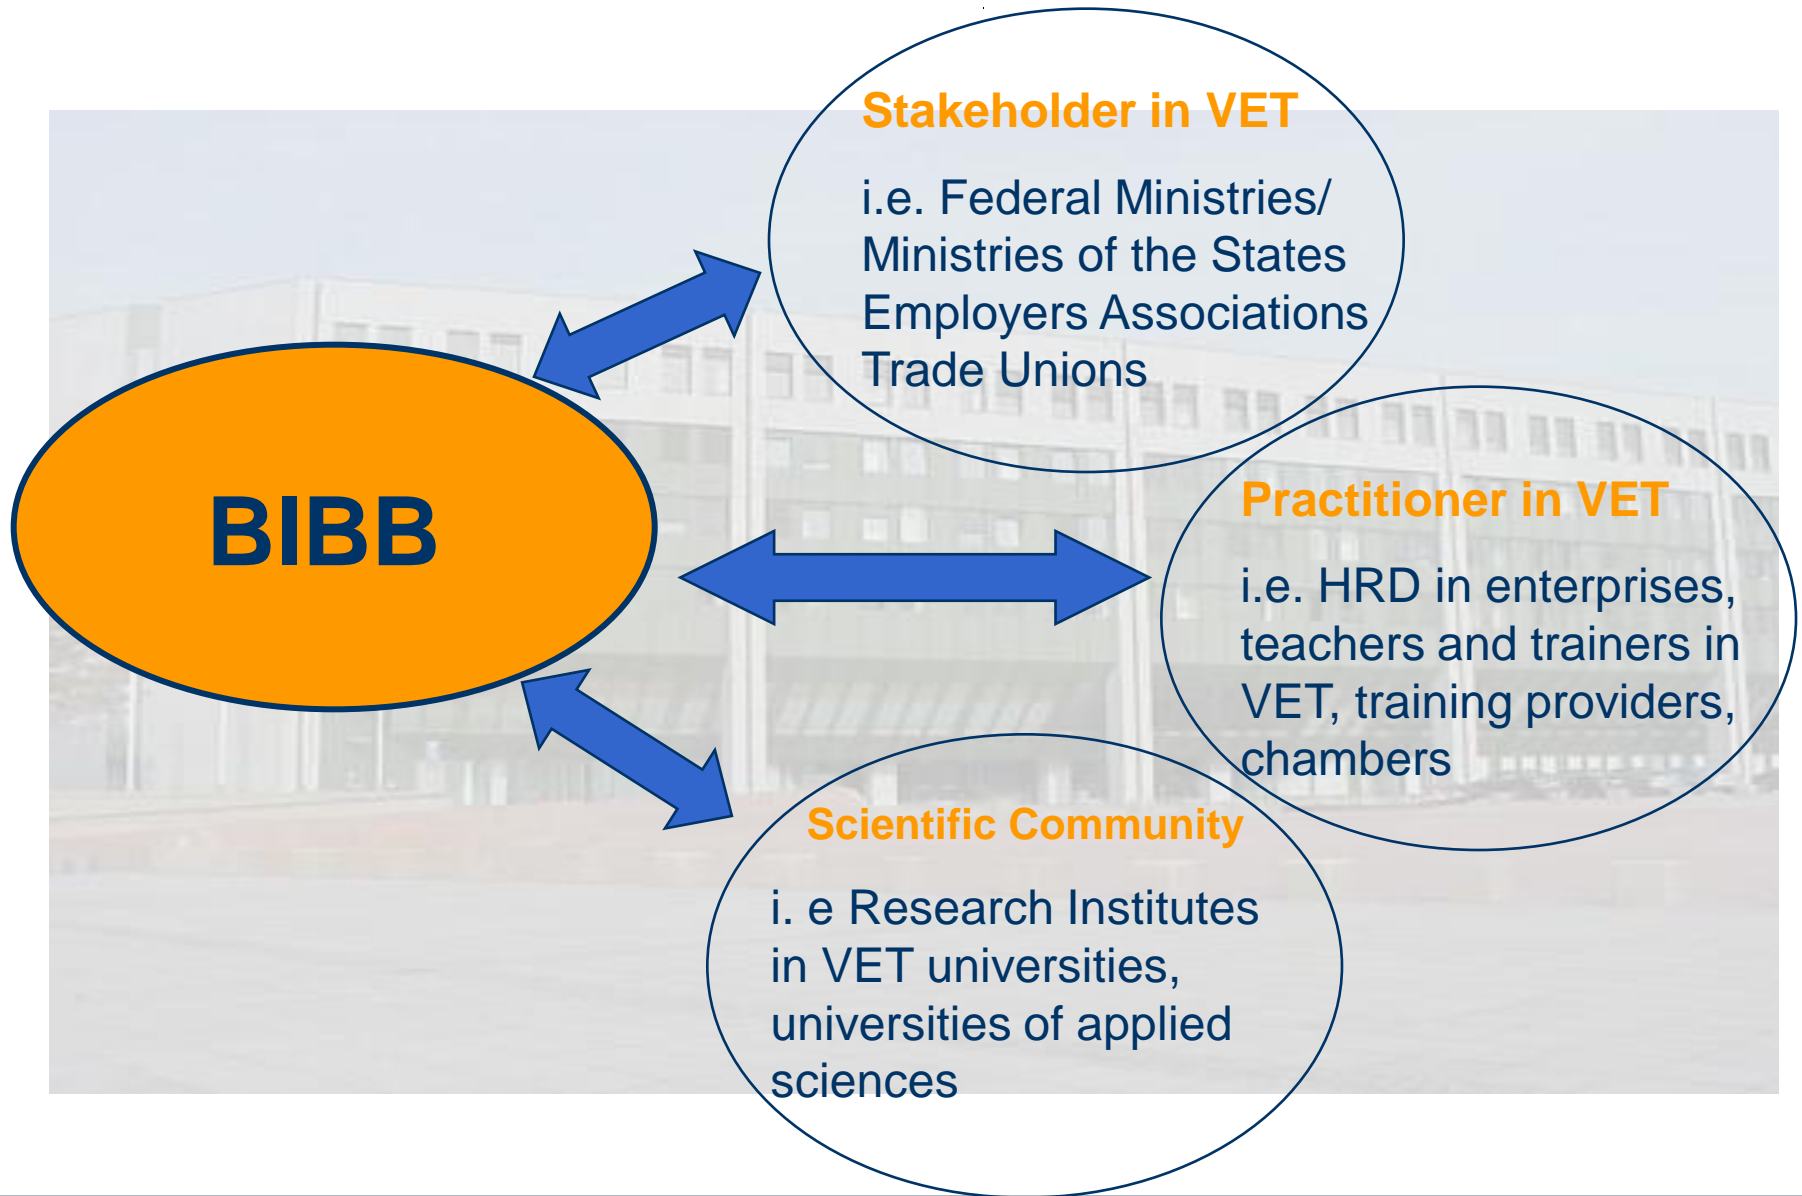 Stakeholder in VET
i.e. Federal Ministries/
Ministries of the States
Employers Associations
Trade Unions
BIBB
Practitioner in VET
i.e. HRD in enterprises,
teachers and trainers in
VET, training providers,
chambers
Scientific Community
i. e Research Institutes
in VET universities,
universities of applied
sciences